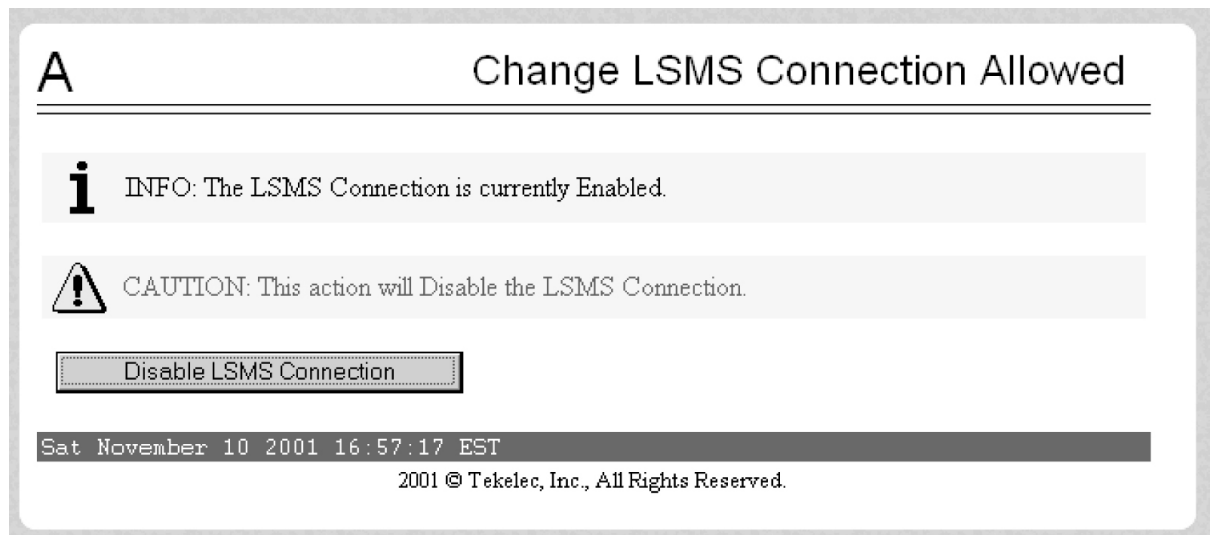 A
Change LSMS Connection Allowed
INFO: The LSMS Connection is currently Enabled.
CAUTION: This action will Disable the LSMS Connection.
Disable LSMS Connection
Sat November 10 2001 16:57:17 EST
2001 © Tekelec, Inc., All Rights Reserved.